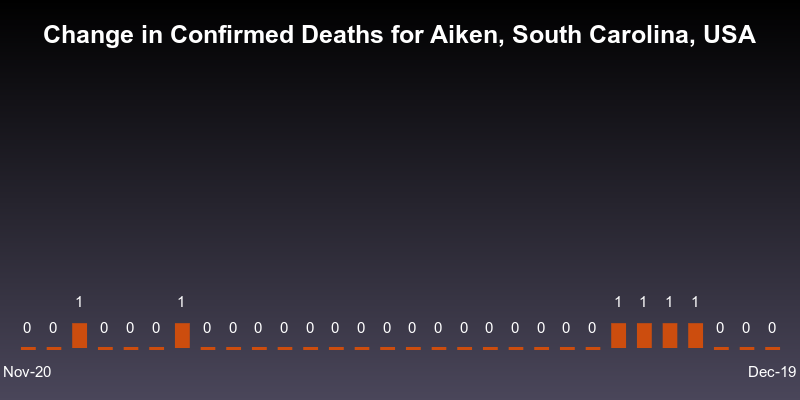 Change in Confirmed Deaths for Aiken, South Carolina, USA
1 1 1 1 1 1
0 0 0 0 0 0 0 0 0 0 0 0 0 0 0 0 0 0 0 0 0 0 0 0
Nov-20 Dec-19